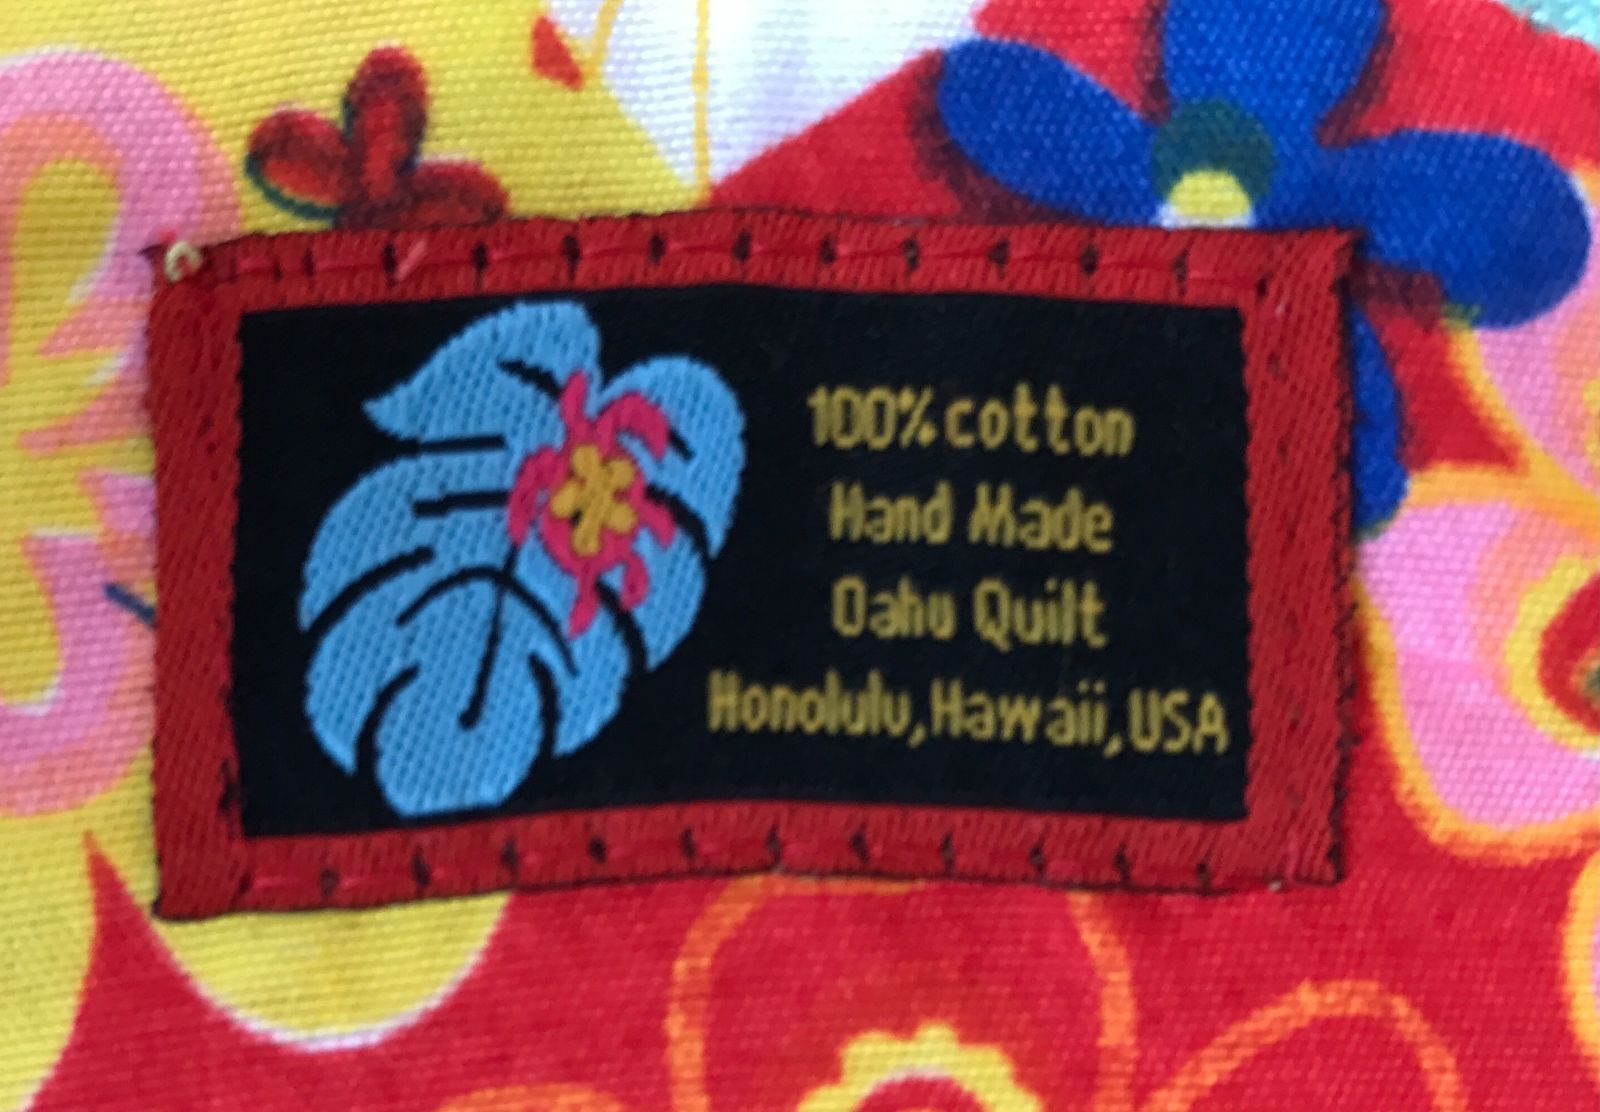 100% cotton
Hand Made
Oahu Quilt
Honolulu, Hawaii, USA